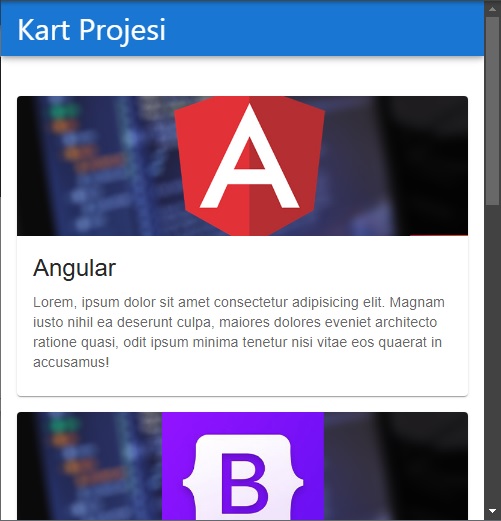 Kart Projesi
A
Angular
Lorem, ipsum dolor sit amet consectetur adipisicing elit. Magnam
iusto nihil ea deserunt culpa, maiores dolores eveniet architecto
ratione quasi, odit ipsum minima tenetur nisi vitae eos quaerat in
accusamus!
B